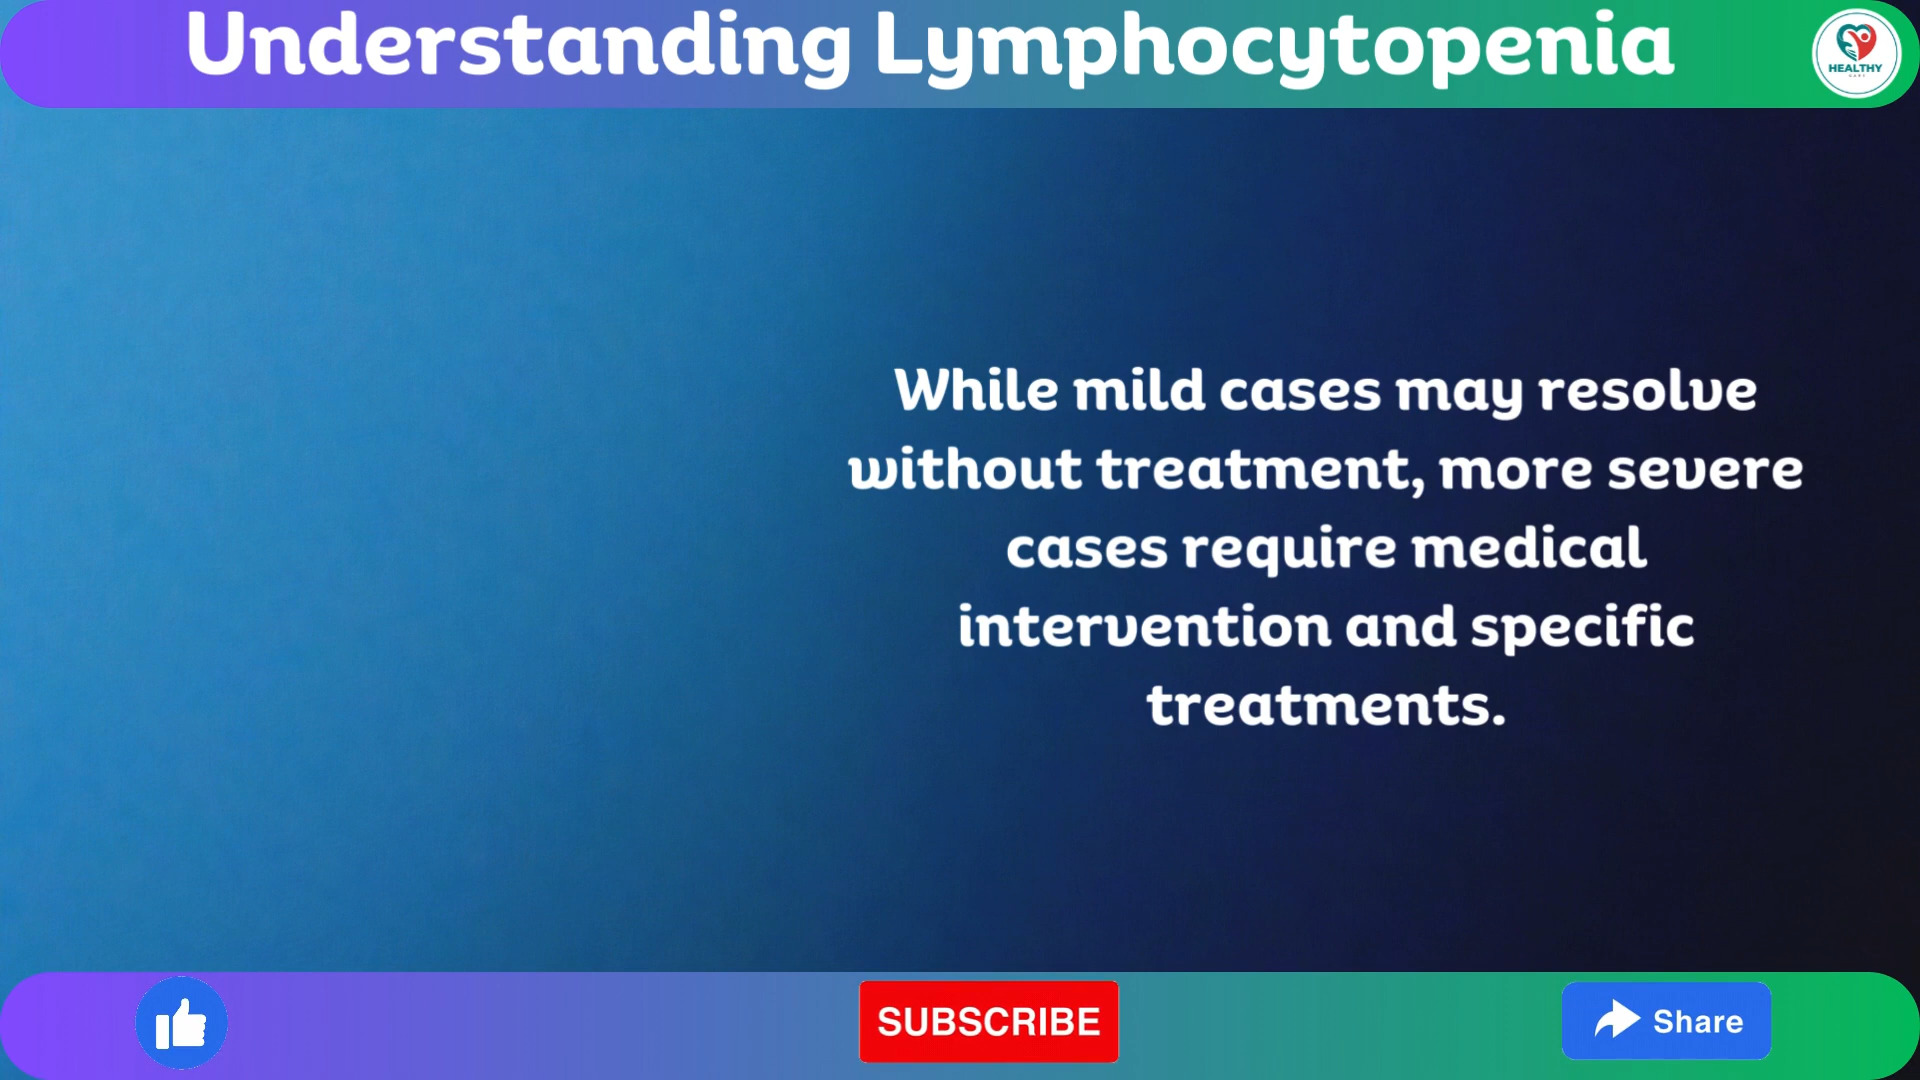 Understanding Lymphocytopenia
HEALTHY
While mild cases may resolve
without treatment, more severe
cases require medical
intervention and specific
treatments.
SUBSCRIBE
Share